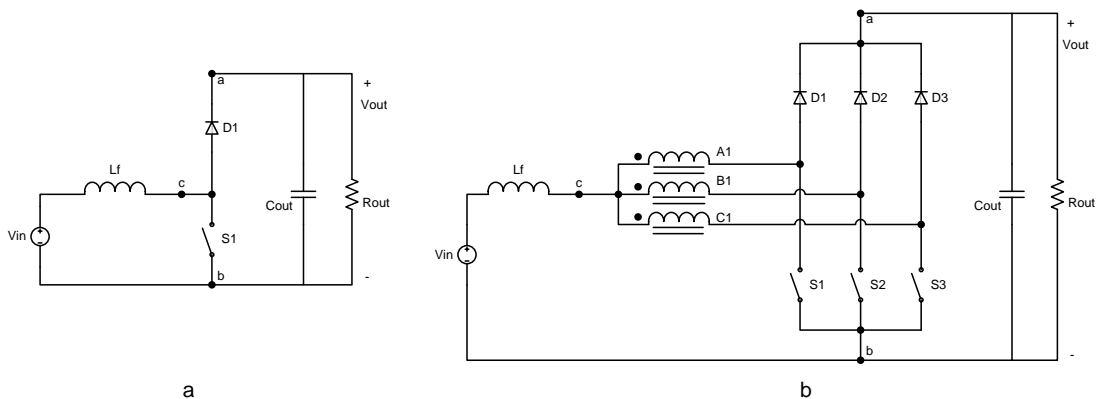 a
+
Vout
D1
Lf
c
Cout
Rout
Vin
S1
b
-
a
a
+
Vout
D1
D2
D3
A1
Lf
c
B1
C1
Cout
Rout
Vin
S1
S2
S3
b
-
b